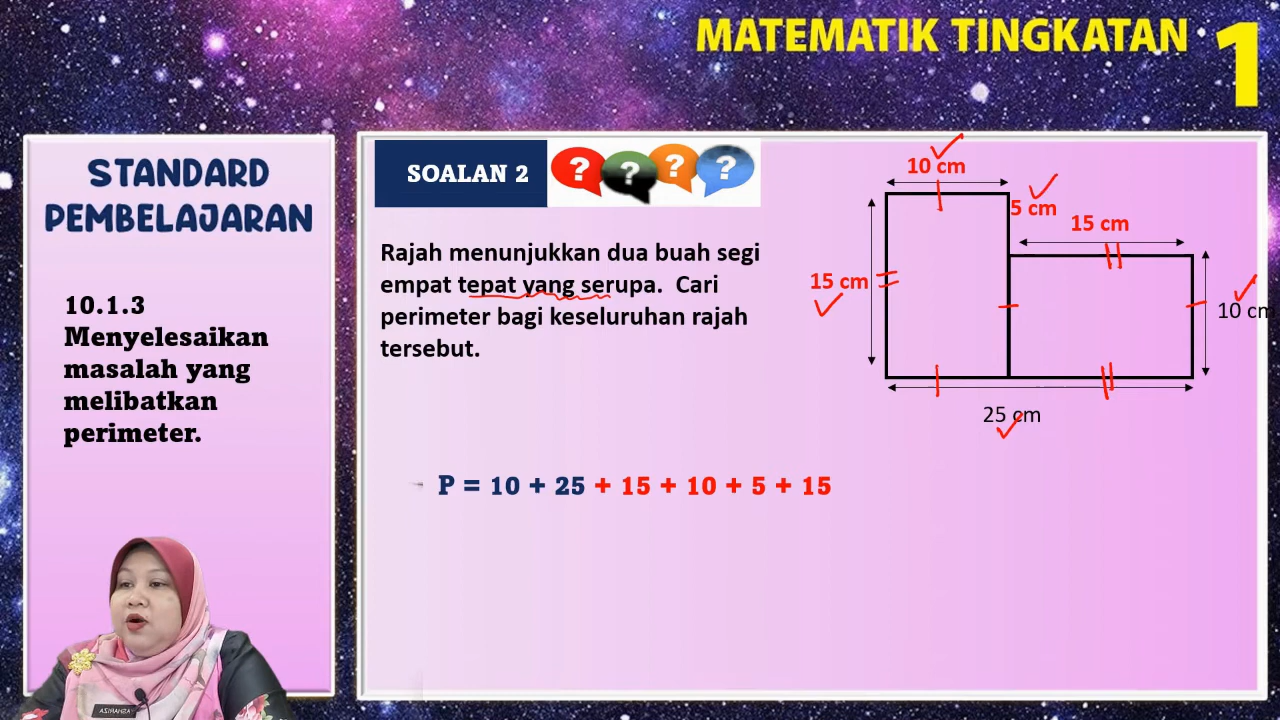 MATEMATIK TINGKATAN 1
STANDARD
PEMBELAJARAN
10.1.3
Menyelesaikan
masalah yang
melibatkan
perimeter.
SOALAN 2
? ? ? ?
Rajah menunjukkan dua buah segi
empat tepat yang serupa. Cari
perimeter bagi keseluruhan rajah
tersebut.
10 cm
5 cm
15 cm
15 cm
10 cm
25 cm
P = 10 + 25 + 15 + 10 + 5 + 15